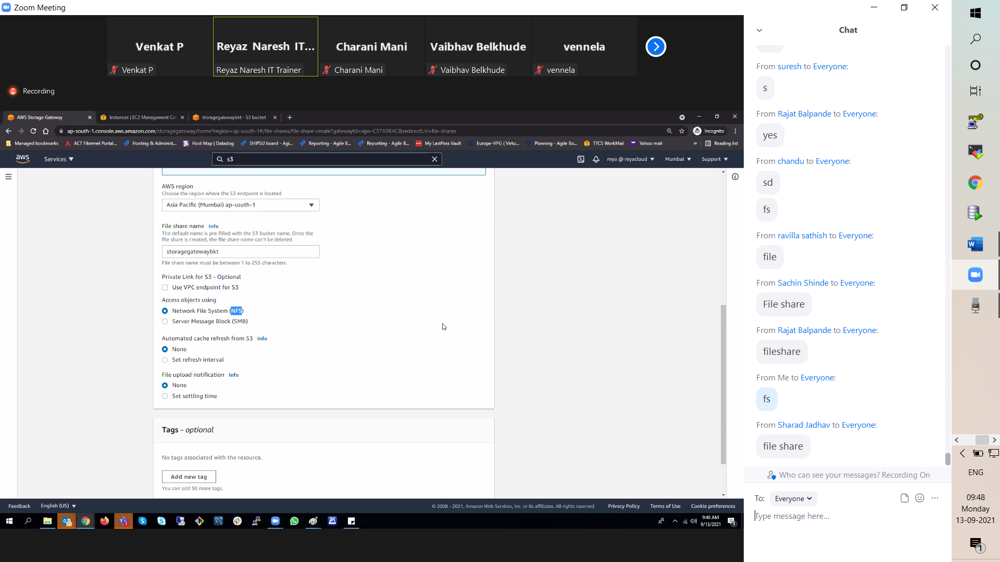 Zoom Meeting
Venkat P
Reyaz Naresh IT...
Charani Mani
Vaibhav Belkhude
vennela
Venkat P
Reyaz Naresh IT Trainer
Charani Mani
Vaibhav Belkhude
vennela
Recording
AWS Storage Gateway
Instances | EC2 Management Co
storagegatewaybkt - S3 bucket
ap-south-1.console.aws.amazon.com/storagegateway/home?region=ap-south-1#/file-shares/file-share-create?gatewayId=sgw-C57A9BAC&redirectUrl=file-shares
Incognito
Managed bookmarks
ACT Fibernet Portal...
Hosting & Administ...
Host Map | Datadog
SHIPSU board - Agi...
Reporting - Agile B...
Reporting - Agile B...
My LastPass Vault
Europe-VPG ( Virtu...
Planning - Agile Bo...
TTCS WorkMail
Yahoo mail
Reading list
aws
Services
s3
reya @ reyacloud
Mumbai
Support
AWS region
Choose the region where the S3 endpoint is located
Asia Pacific (Mumbai) ap-south-1
File share name Info
The default name is pre-filled with the S3 bucket name. Once the
file share is created, the file share name can't be deleted.
storagegatewaybkt
File share name must be between 1 to 255 characters.
Private Link for S3 - Optional
Use VPC endpoint for S3
Access objects using
Network File System (NFS)
Server Message Block (SMB)
Automated cache refresh from S3 Info
None
Set refresh interval
File upload notification Info
None
Set settling time
Tags - optional
No tags associated with the resource.
Add new tag
You can add 50 more tags.
Feedback
English (US)
© 2008 - 2021, Amazon Web Services, Inc. or its affiliates. All rights reserved.
Privacy Policy
Terms of Use
Cookie preferences
9:48 AM
9/13/2021
3
Chat
From suresh to Everyone:
s
From Rajat Balpande to Everyone:
yes
From chandu to Everyone:
sd
fs
From ravilla sathish to Everyone:
file
From Sachin Shinde to Everyone:
File share
From Rajat Balpande to Everyone:
fileshare
From Me to Everyone:
fs
From Sharad Jadhav to Everyone:
file share
Who can see your messages? Recording On
To: Everyone
Type message here...
ENG
09:48
Monday
13-09-2021
1